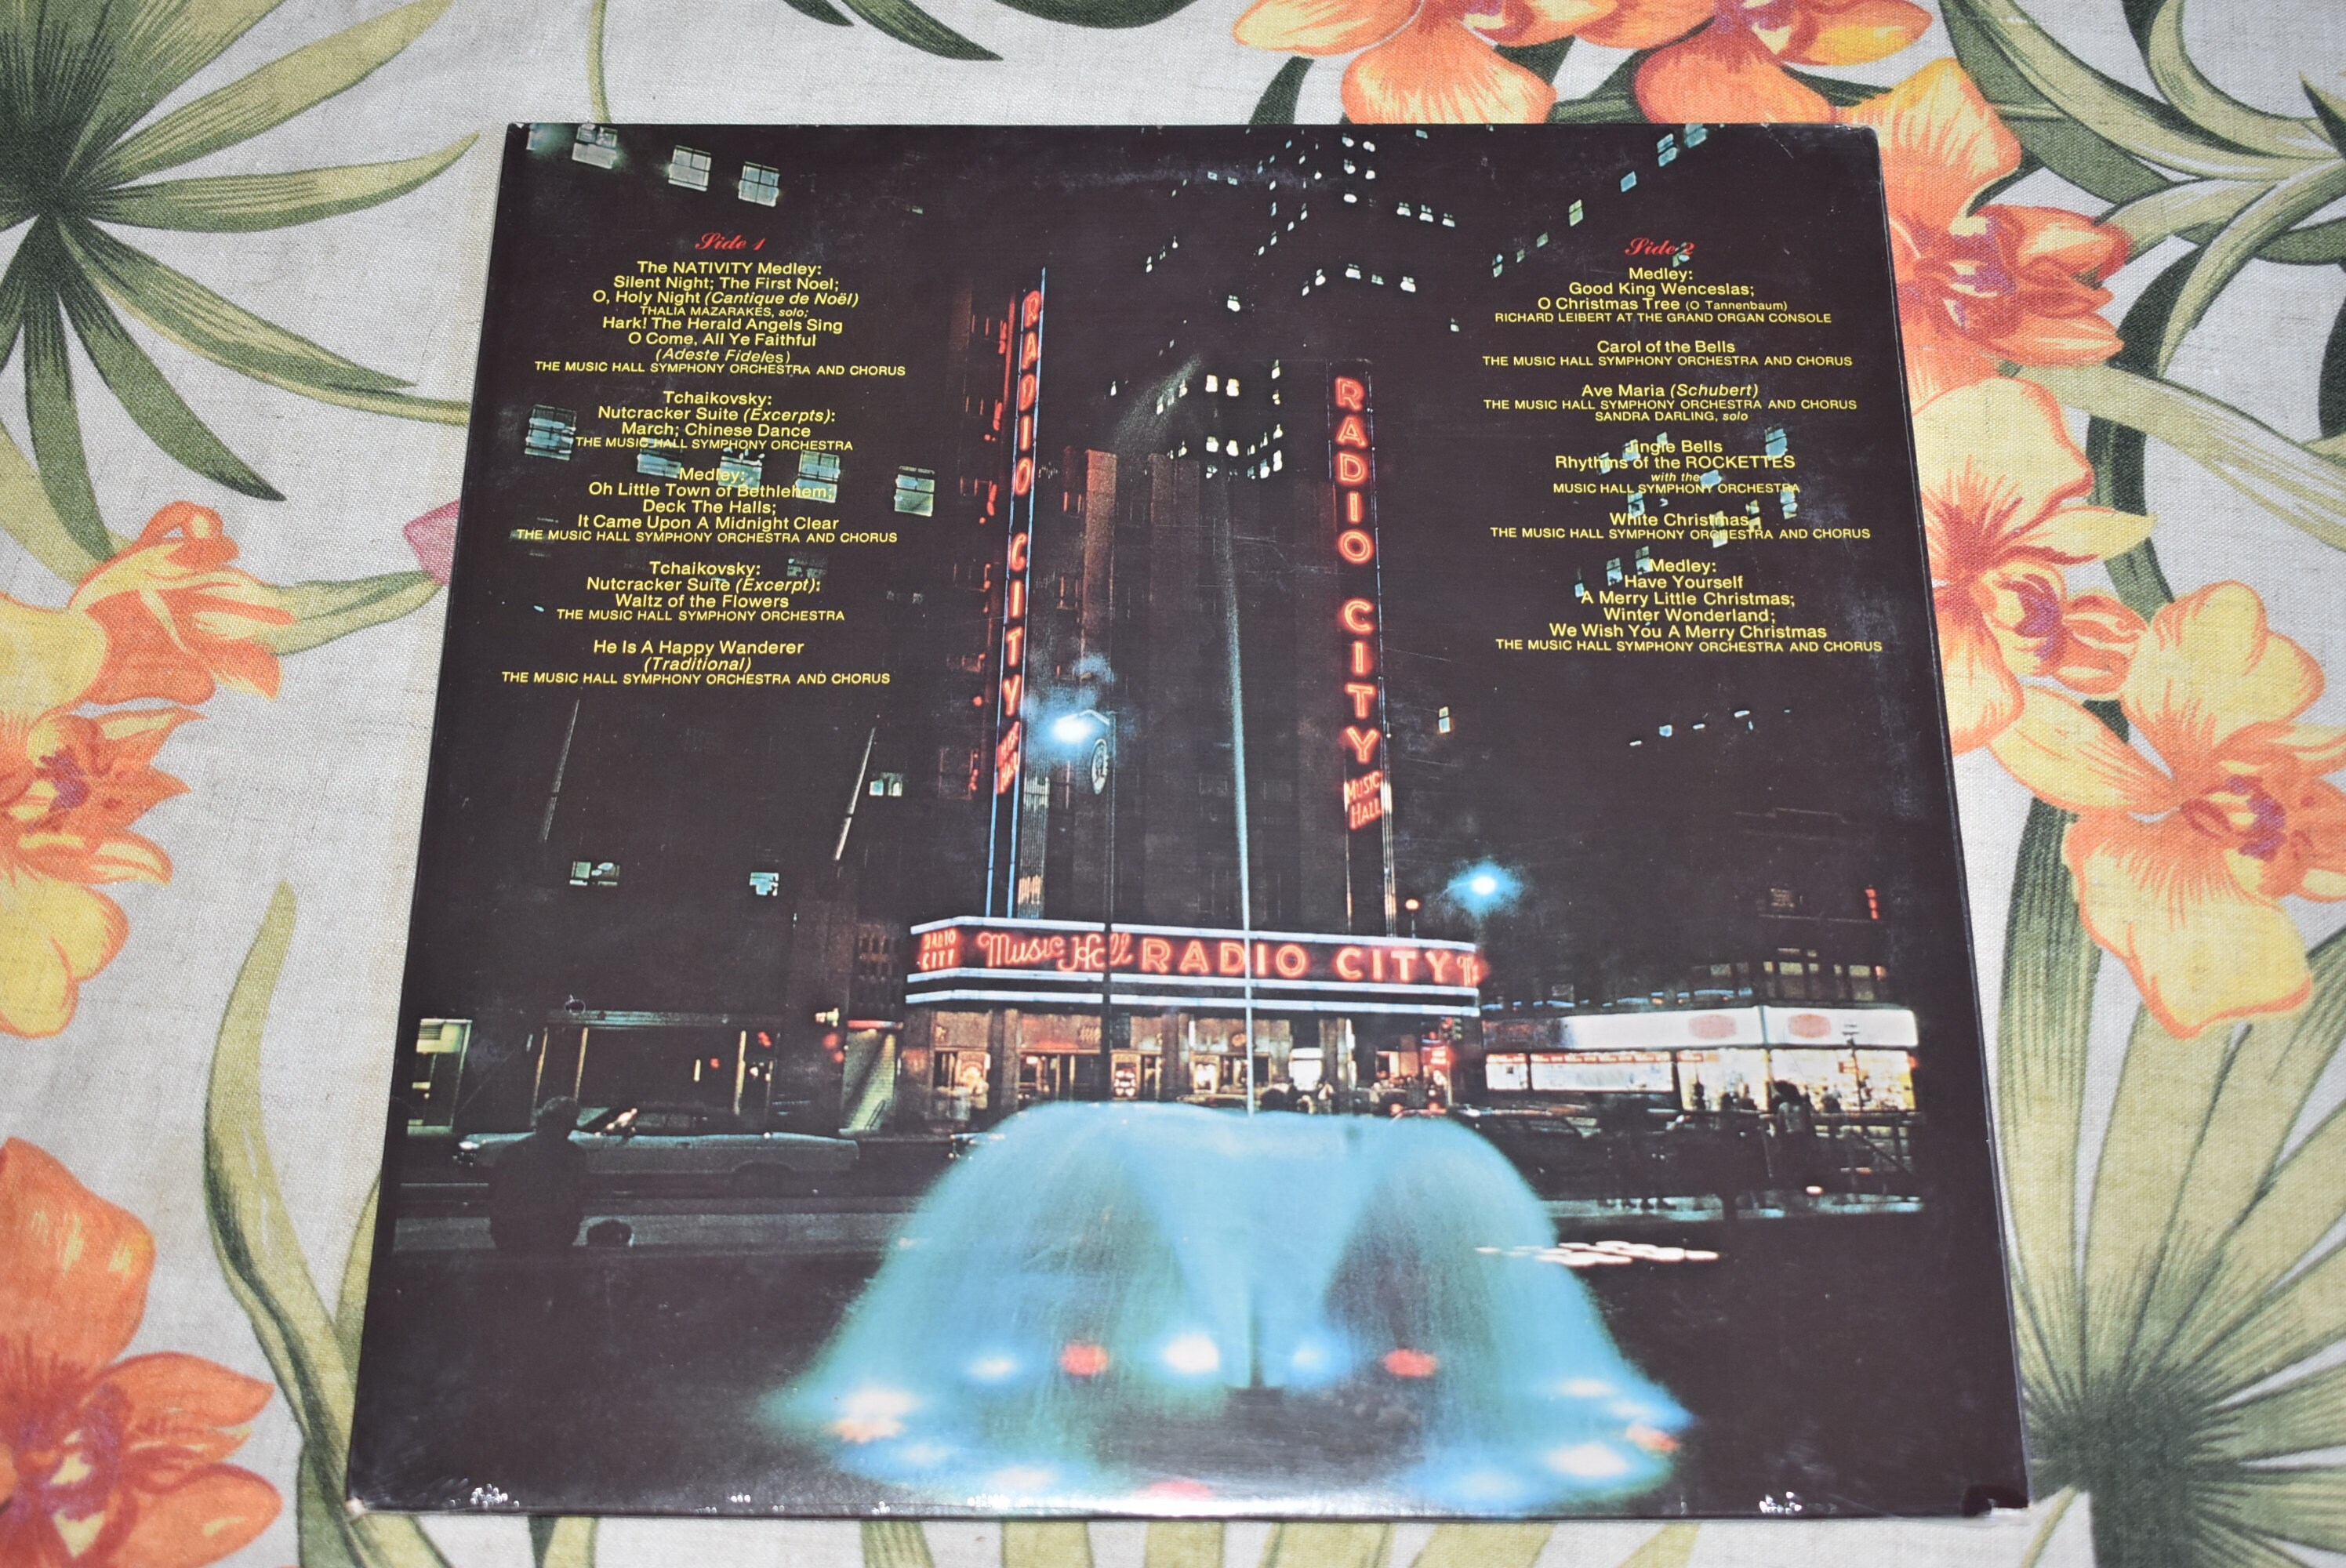 Side 1
The NATIVITY Medley:
Silent Night; The First Noel;
O, Holy Night (Cantique de Noël)
THALIA MAZARAKES, solo;
Hark! The Herald Angels Sing
O Come, All Ye Faithful
(Adeste Fideles)
THE MUSIC HALL SYMPHONY ORCHESTRA AND CHORUS
Tchaikovsky:
Nutcracker Suite (Excerpts):
March; Chinese Dance
THE MUSIC HALL SYMPHONY ORCHESTRA
Medley:
Oh Little Town of Bethlehem;
Deck The Halls;
It Came Upon A Midnight Clear
THE MUSIC HALL SYMPHONY ORCHESTRA AND CHORUS
Tchaikovsky:
Nutcracker Suite (Excerpt):
Waltz of the Flowers
THE MUSIC HALL SYMPHONY ORCHESTRA
He Is A Happy Wanderer
(Traditional)
THE MUSIC HALL SYMPHONY ORCHESTRA AND CHORUS
Side 2
Medley:
Good King Wenceslas;
O Christmas Tree (O Tannenbaum)
RICHARD LEIBERT AT THE GRAND ORGAN CONSOLE
Carol of the Bells
THE MUSIC HALL SYMPHONY ORCHESTRA AND CHORUS
Ave Maria (Schubert)
THE MUSIC HALL SYMPHONY ORCHESTRA AND CHORUS
SANDRA DARLING, solo
Jingle Bells
Rhythms of the ROCKETTES
with the
MUSIC HALL SYMPHONY ORCHESTRA
White Christmas
THE MUSIC HALL SYMPHONY ORCHESTRA AND CHORUS
Medley:
Have Yourself
A Merry Little Christmas;
Winter Wonderland;
We Wish You A Merry Christmas
THE MUSIC HALL SYMPHONY ORCHESTRA AND CHORUS
RADIO CITY
MUSIC HALL
RADIO CITY
MUSIC
HALL
RADIO
CITY
Music Hall RADIO CITY